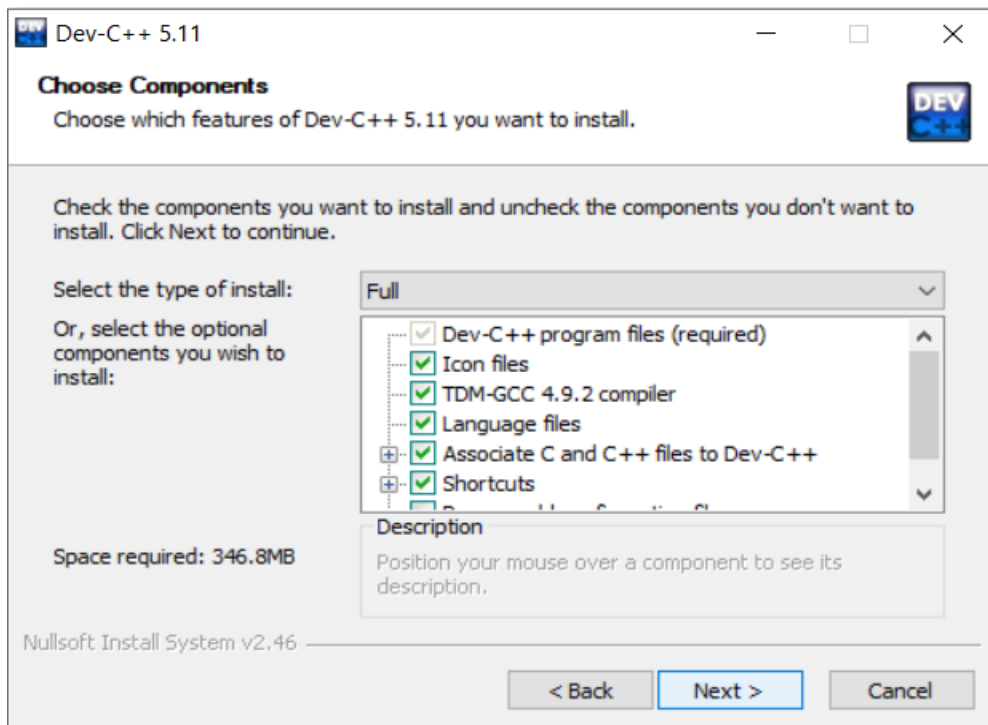 Dev-C++ 5.11
Choose Components
Choose which features of Dev-C++ 5.11 you want to install.
DEV
C++
Check the components you want to install and uncheck the components you don't want to
install. Click Next to continue.
Select the type of install:
Full
Or, select the optional
components you wish to
install:
Dev-C++ program files (required)
Icon files
TDM-GCC 4.9.2 compiler
Language files
Associate C and C++ files to Dev-C++
Shortcuts
Space required: 346.8MB
Description
Position your mouse over a component to see its
description.
Nullsoft Install System v2.46
< Back
Next >
Cancel